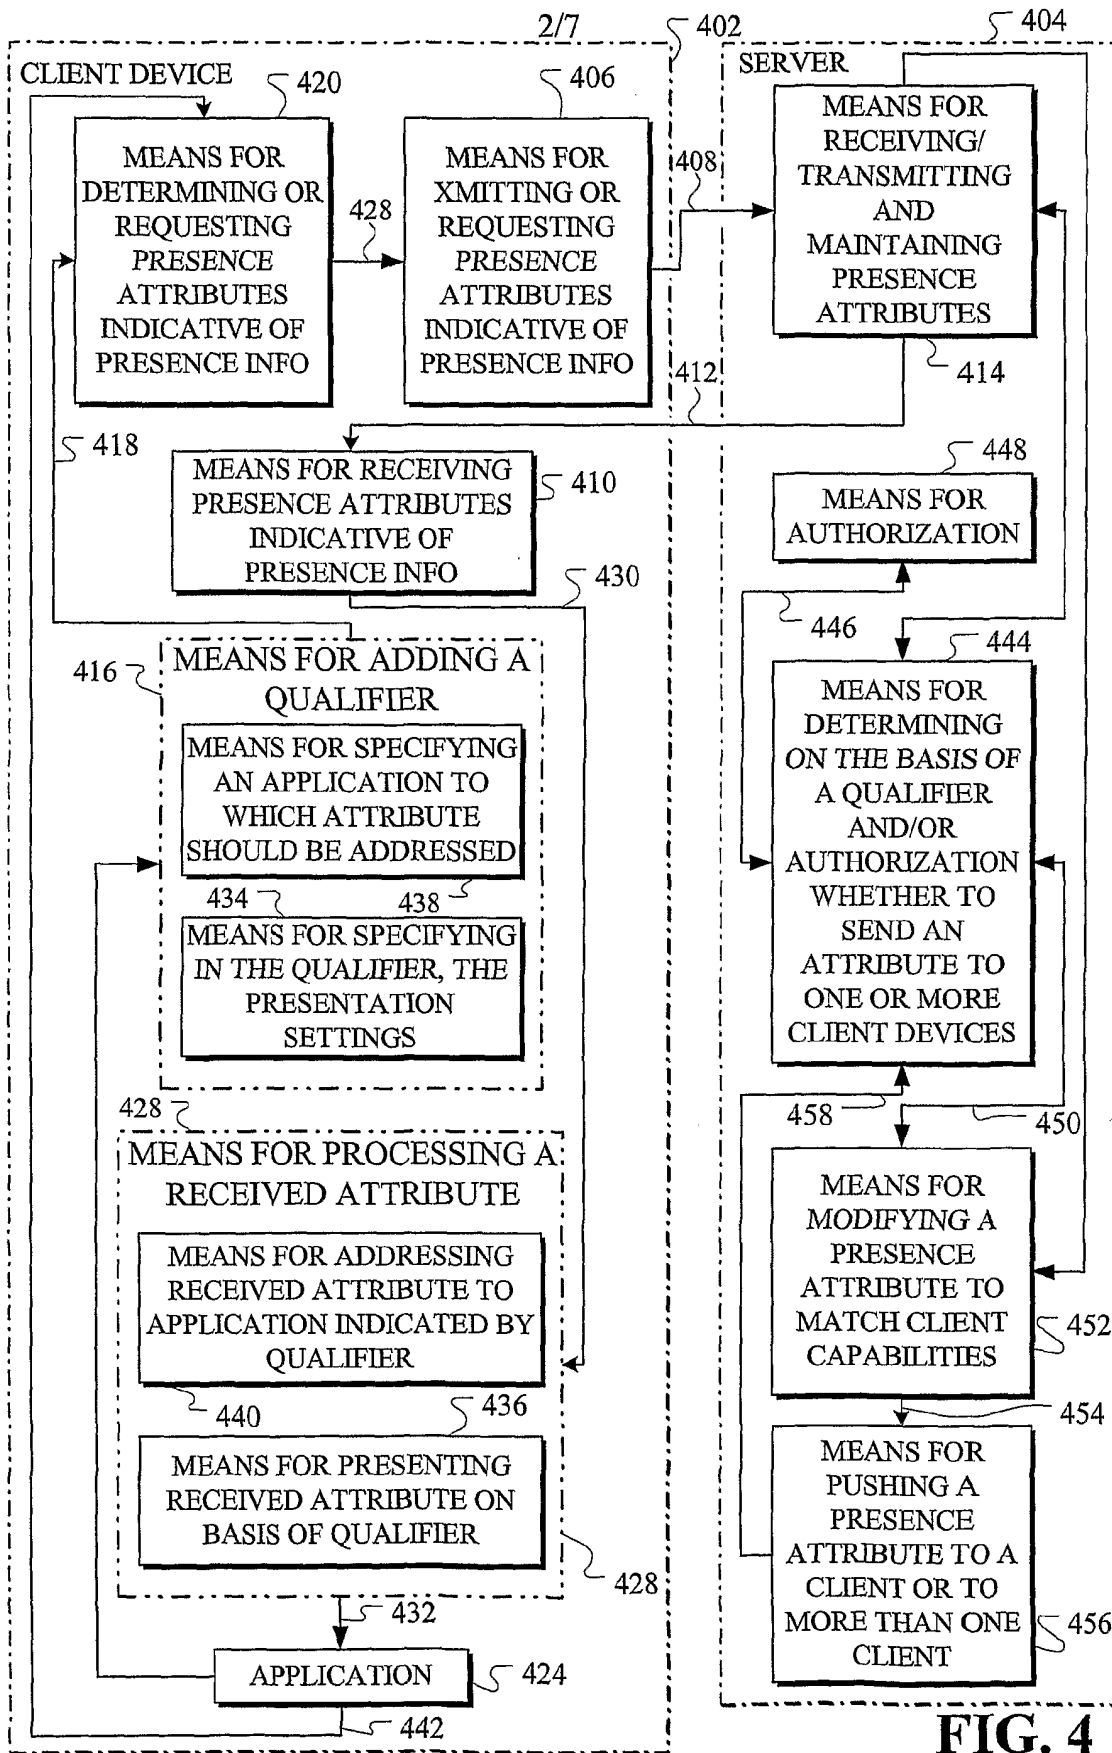 2/7
402
404
CLIENT DEVICE
SERVER
420
406
MEANS FOR
DETERMINING OR
REQUESTING
PRESENCE
ATTRIBUTES
INDICATIVE OF
PRESENCE INFO
428
MEANS FOR
XMITTING OR
REQUESTING
PRESENCE
ATTRIBUTES
INDICATIVE OF
PRESENCE INFO
408
MEANS FOR
RECEIVING/
TRANSMITTING
AND
MAINTAINING
PRESENCE
ATTRIBUTES
414
412
418
MEANS FOR RECEIVING
PRESENCE ATTRIBUTES
INDICATIVE OF
PRESENCE INFO
410
430
448
MEANS FOR
AUTHORIZATION
446
444
416
MEANS FOR ADDING A
QUALIFIER
MEANS FOR SPECIFYING
AN APPLICATION TO
WHICH ATTRIBUTE
SHOULD BE ADDRESSED
434
438
MEANS FOR SPECIFYING
IN THE QUALIFIER, THE
PRESENTATION
SETTINGS
MEANS FOR
DETERMINING
ON THE BASIS OF
A QUALIFIER
AND/OR
AUTHORIZATION
WHETHER TO
SEND AN
ATTRIBUTE TO
ONE OR MORE
CLIENT DEVICES
458
450
428
MEANS FOR PROCESSING A
RECEIVED ATTRIBUTE
MEANS FOR ADDRESSING
RECEIVED ATTRIBUTE TO
APPLICATION INDICATED BY
QUALIFIER
440
436
MEANS FOR PRESENTING
RECEIVED ATTRIBUTE ON
BASIS OF QUALIFIER
428
432
APPLICATION
424
442
MEANS FOR
MODIFYING A
PRESENCE
ATTRIBUTE TO
MATCH CLIENT
CAPABILITIES
452
454
MEANS FOR
PUSHING A
PRESENCE
ATTRIBUTE TO A
CLIENT OR TO
MORE THAN ONE
CLIENT
456
FIG. 4